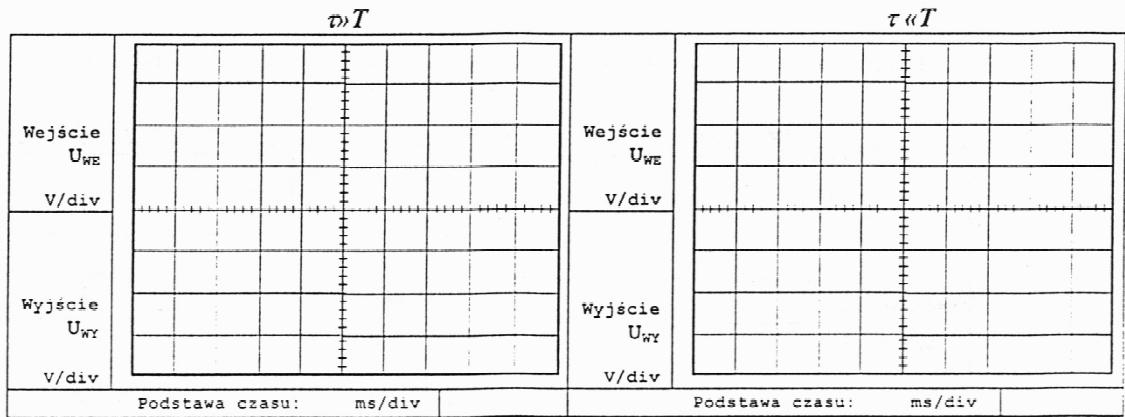 τ»T
τ «T
Wejście
U_WE
V/div
Wyjście
U_WY
V/div
Wejście
U_WE
V/div
Wyjście
U_WY
V/div
Podstawa czasu: ms/div
Podstawa czasu: ms/div